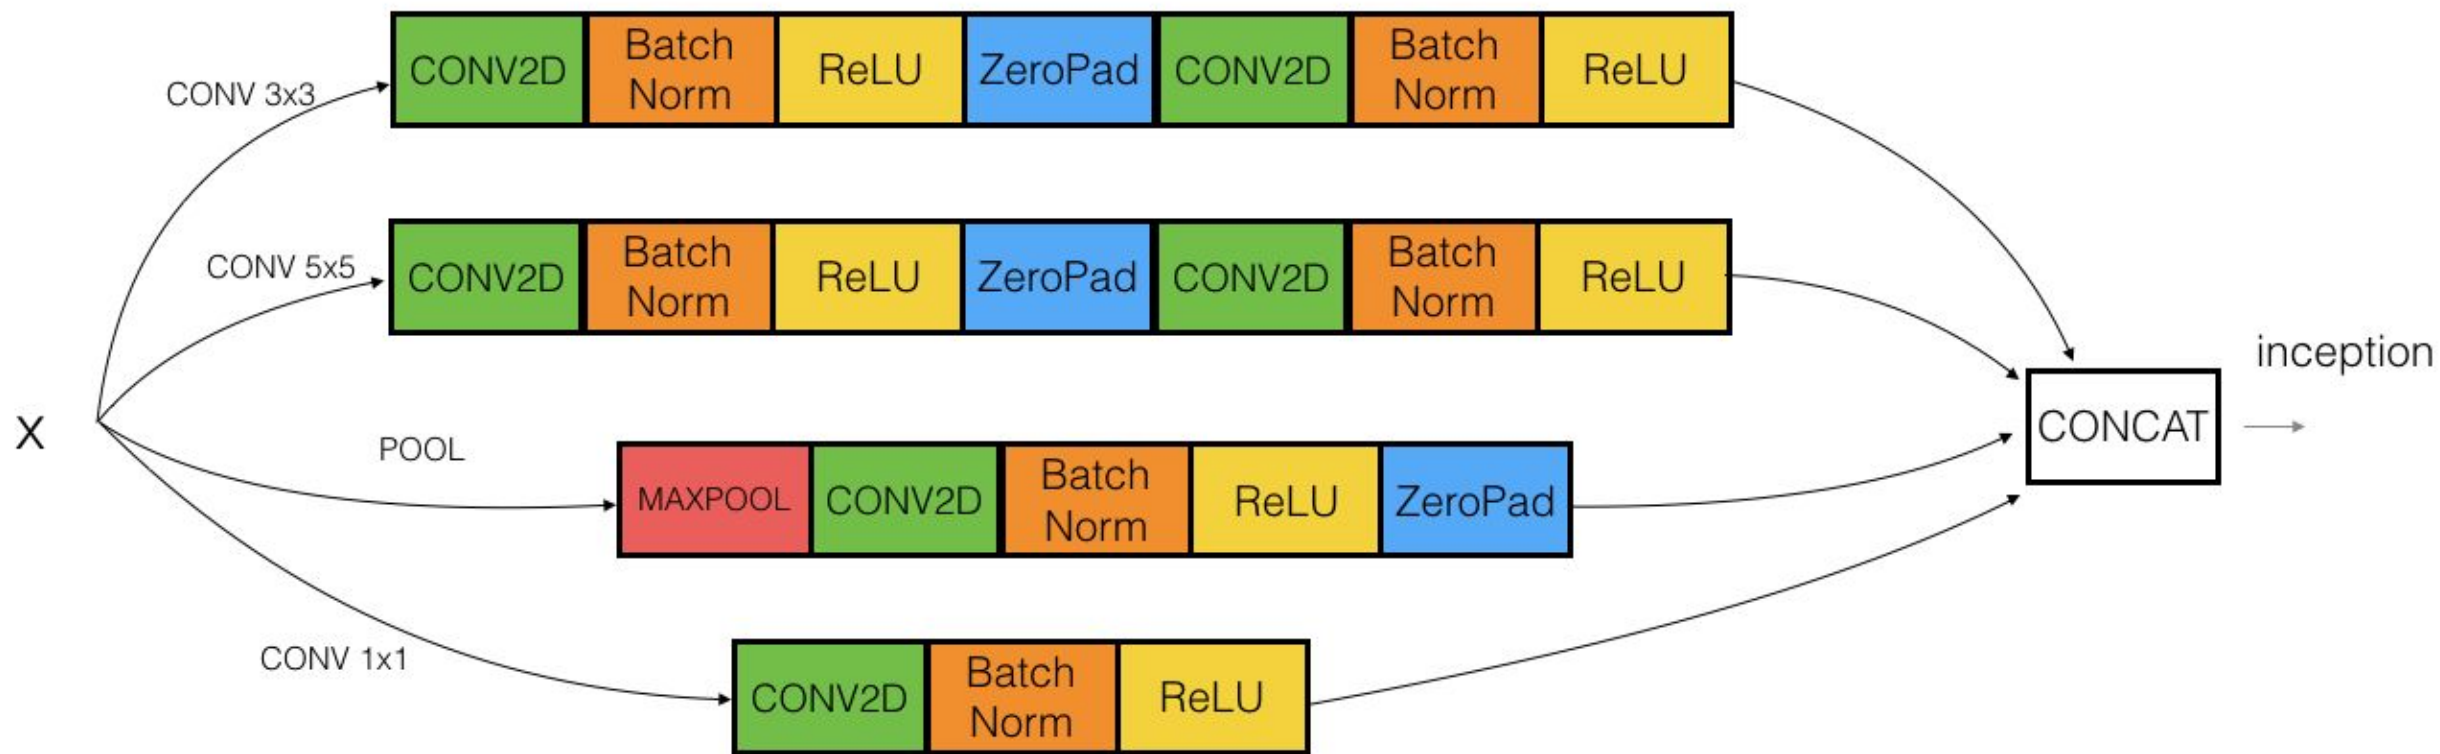 CONV 3x3
CONV2D
Batch
Norm
ReLU
ZeroPad
CONV2D
Batch
Norm
ReLU
CONV 5x5
CONV2D
Batch
Norm
ReLU
ZeroPad
CONV2D
Batch
Norm
ReLU
X
POOL
MAXPOOL
CONV2D
Batch
Norm
ReLU
ZeroPad
CONV 1x1
CONV2D
Batch
Norm
ReLU
CONCAT
inception